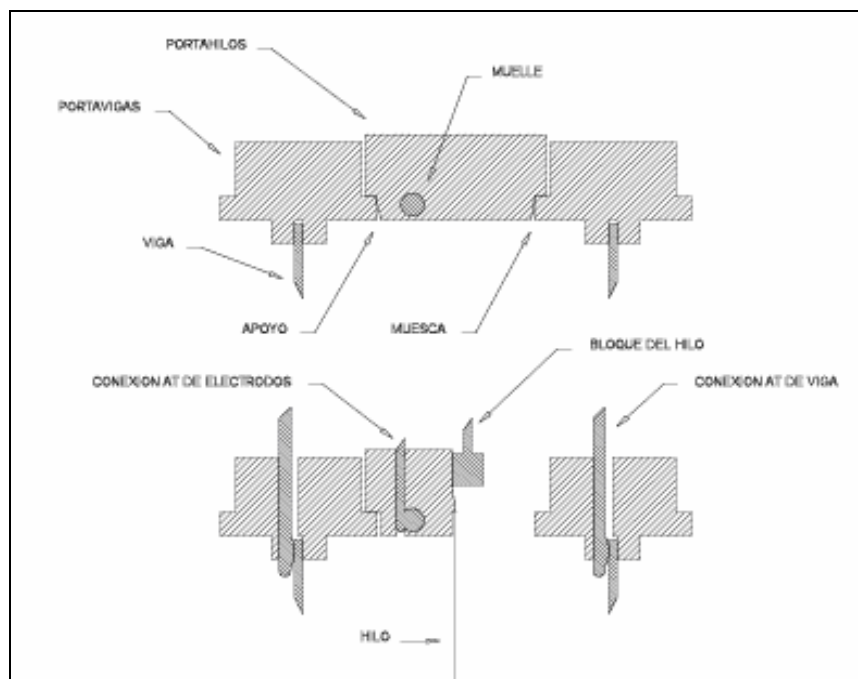 PORTAHILOS
MUELLE
PORTAVIGAS
VIGA
APOYO
MUESCA
BLOQUE DEL HILO
CONEXION AT DE ELECTRODOS
CONEXION AT DE VIGA
HILO